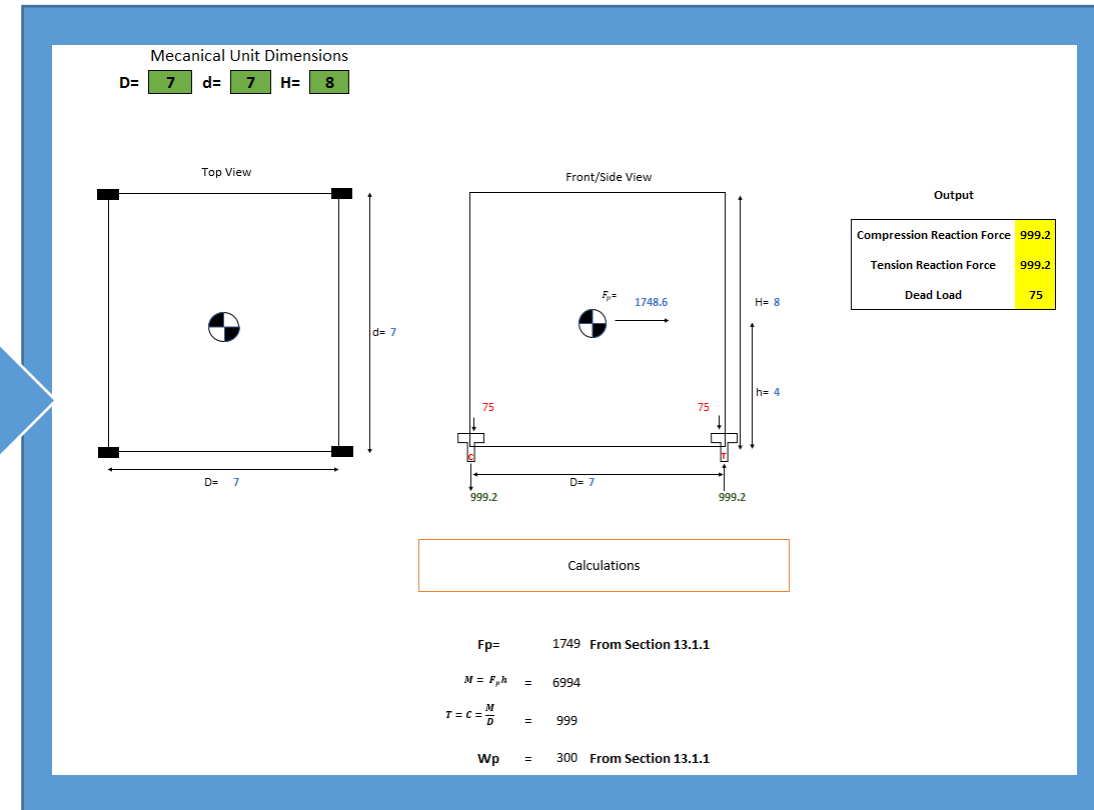 Mecanical Unit Dimensions
D= 7 d= 7 H= 8
Top View
Front/Side View
Output
Compression Reaction Force 999.2
Tension Reaction Force 999.2
Dead Load 75
Fₚ= 1748.6
H= 8
d= 7
h= 4
75 75
C T
D= 7
D= 7
999.2 999.2
Calculations
Fp= 1749 From Section 13.1.1
M = Fₚh = 6994
T = C = M/D = 999
Wp = 300 From Section 13.1.1